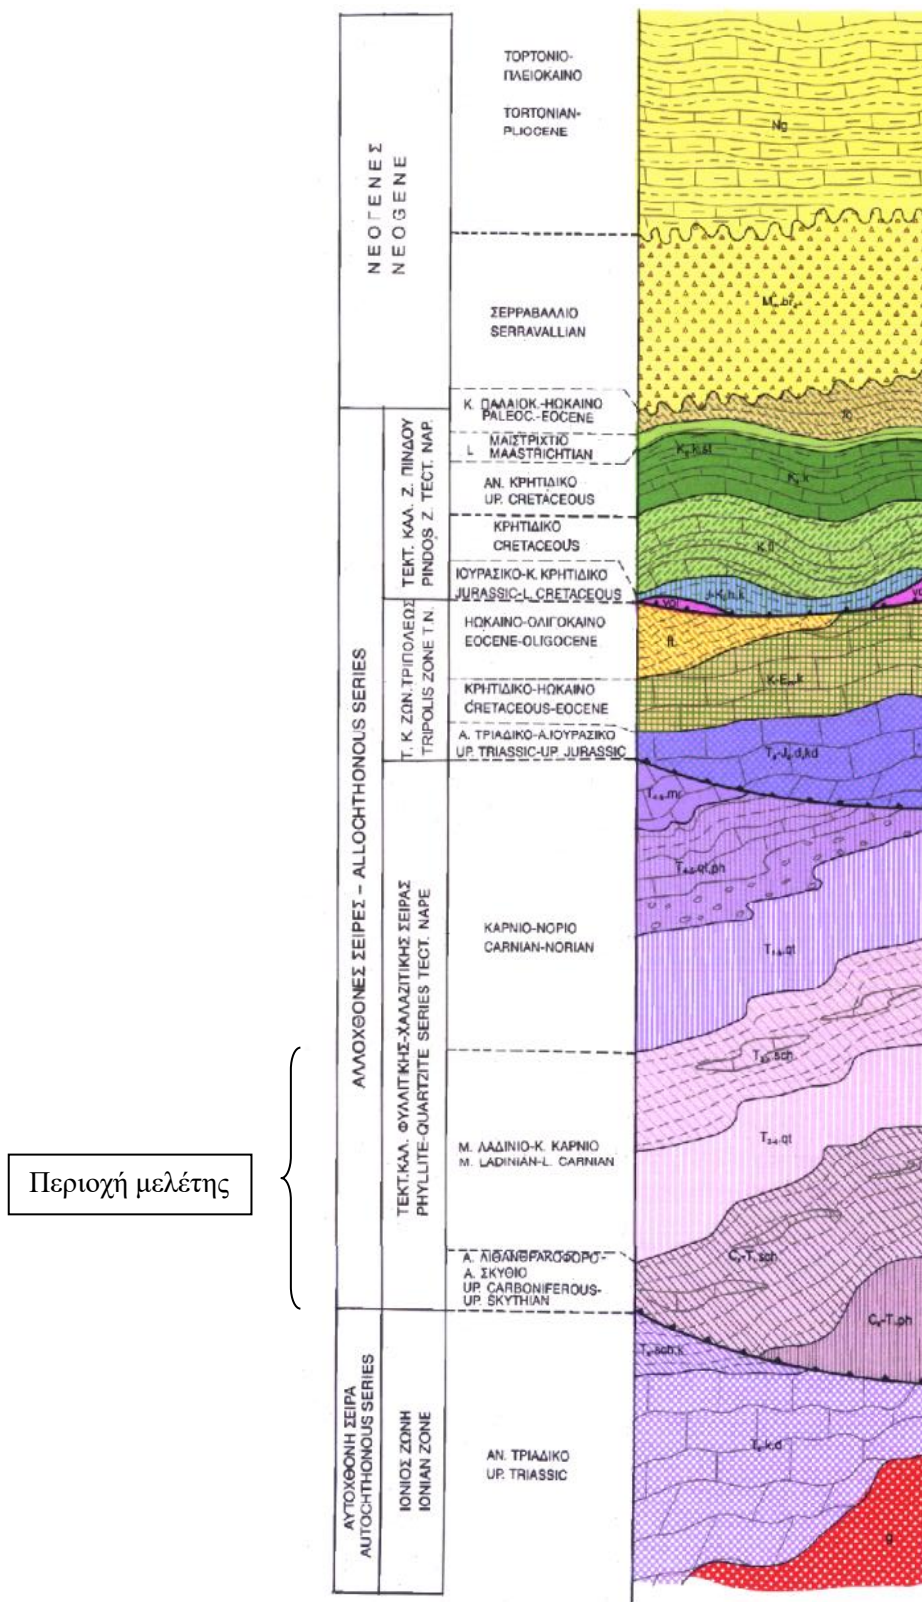 ΝΕΟΓΕΝΕΣ
NEOGENE
ΤΟΡΤΟΝΙΟ-
ΠΛΕΙΟΚΑΙΝΟ
TORTONIAN-
PLIOCENE
Ng
ΣΕΡΡΑΒΑΛΛΙΟ
SERRAVALLIAN
ΑΛΛΟΧΘΟΝΕΣ ΣΕΙΡΕΣ – ALLOCHTHONOUS SERIES
ΤΕΚΤ. ΚΑΛ. Ζ. ΠΙΝΔΟΥ
PINDOS Z. TECT. NAP.
Κ. ΠΑΛΑΙΟΚ.-ΗΩΚΑΙΝΟ
PALEOC.-EOCENE
ΜΑΙΣΤΡΙΧΤΙΟ
L MAASTRICHTIAN
ΑΝ. ΚΡΗΤΙΔΙΚΟ
UP. CRETACEOUS
ΚΡΗΤΙΔΙΚΟ
CRETACEOUS
ΙΟΥΡΑΣΙΚΟ-Κ. ΚΡΗΤΙΔΙΚΟ
JURASSIC-L. CRETACEOUS
Τ. Κ. ΖΩΝ. ΤΡΙΠΟΛΕΩΣ
TRIPOLIS ZONE T.N.
ΗΩΚΑΙΝΟ-ΟΛΙΓΟΚΑΙΝΟ
EOCENE-OLIGOCENE
ft.
ΚΡΗΤΙΔΙΚΟ-ΗΩΚΑΙΝΟ
CRETACEOUS-EOCENE
Α. ΤΡΙΑΔΙΚΟ-Α.ΙΟΥΡΑΣΙΚΟ
UP. TRIASSIC-UP. JURASSIC
ΤΕΚΤ.ΚΑΛ. ΦΥΛΛΙΤΙΚΗΣ-ΧΑΛΑΖΙΤΙΚΗΣ ΣΕΙΡΑΣ
PHYLLITE-QUARTZITE SERIES TECT. NAPE
ΚΑΡΝΙΟ-ΝΟΡΙΟ
CARNIAN-NORIAN
Περιοχή μελέτης
Μ. ΛΑΔΙΝΙΟ-Κ. ΚΑΡΝΙΟ
M. LADINIAN-L. CARNIAN
Α. ΛΙΘΑΝΘΡΑΚΟΦΟΡΟ-
Α. ΣΚΥΘΙΟ
UP. CARBONIFEROUS-
UP. SKYTHIAN
ΑΥΤΟΧΘΟΝΗ ΣΕΙΡΑ
AUTOCHTHONOUS SERIES
ΙΟΝΙΟΣ ΖΩΝΗ
IONIAN ZONE
ΑΝ. ΤΡΙΑΔΙΚΟ
UP. TRIASSIC
g